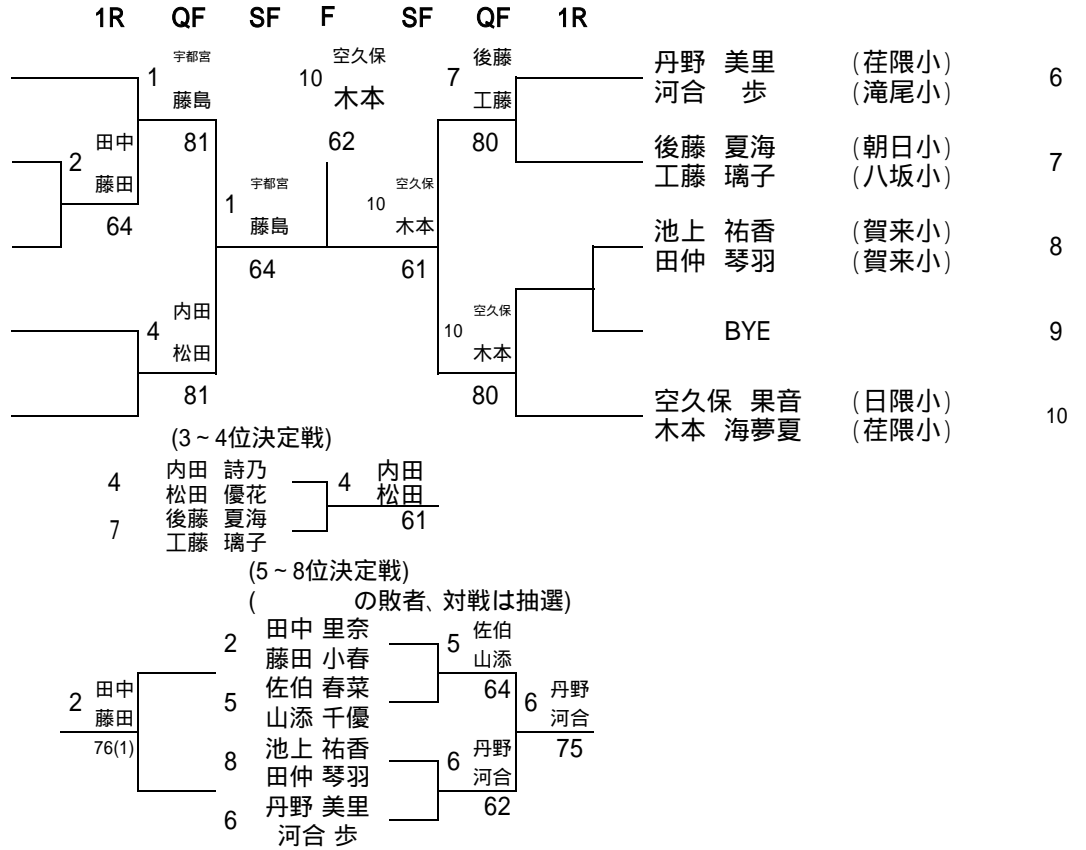 1R QF SF F SF QF 1R
宇都宮 空久保 後藤 丹野 美里 (荏隈小)
1 10 7 6
藤島 木本 工藤 河合 歩 (滝尾小)
田中 81 62 80 後藤 夏海 (朝日小)
2 7
藤田 宇都宮 空久保 工藤 璃子 (八坂小)
1 10
64 藤島 木本 池上 祐香 (賀来小)
8
64 61 田仲 琴羽 (賀来小)
内田 空久保
4 10 BYE 9
松田 木本
81 80 空久保 果音 (日隈小)
10
木本 海夢夏 (荏隈小)
(3~4位決定戦)
内田 詩乃 内田
4 4
松田 優花 松田
後藤 夏海 61
7
工藤 璃子
(5~8位決定戦)
( の敗者、対戦は抽選)
田中 里奈 佐伯
2 5
藤田 小春 山添
田中 佐伯 春菜 64 丹野
2 5 6
藤田 山添 千優 河合
76(1) 池上 祐香 丹野 75
8 6
田仲 琴羽 河合
丹野 美里 62
6
河合 歩